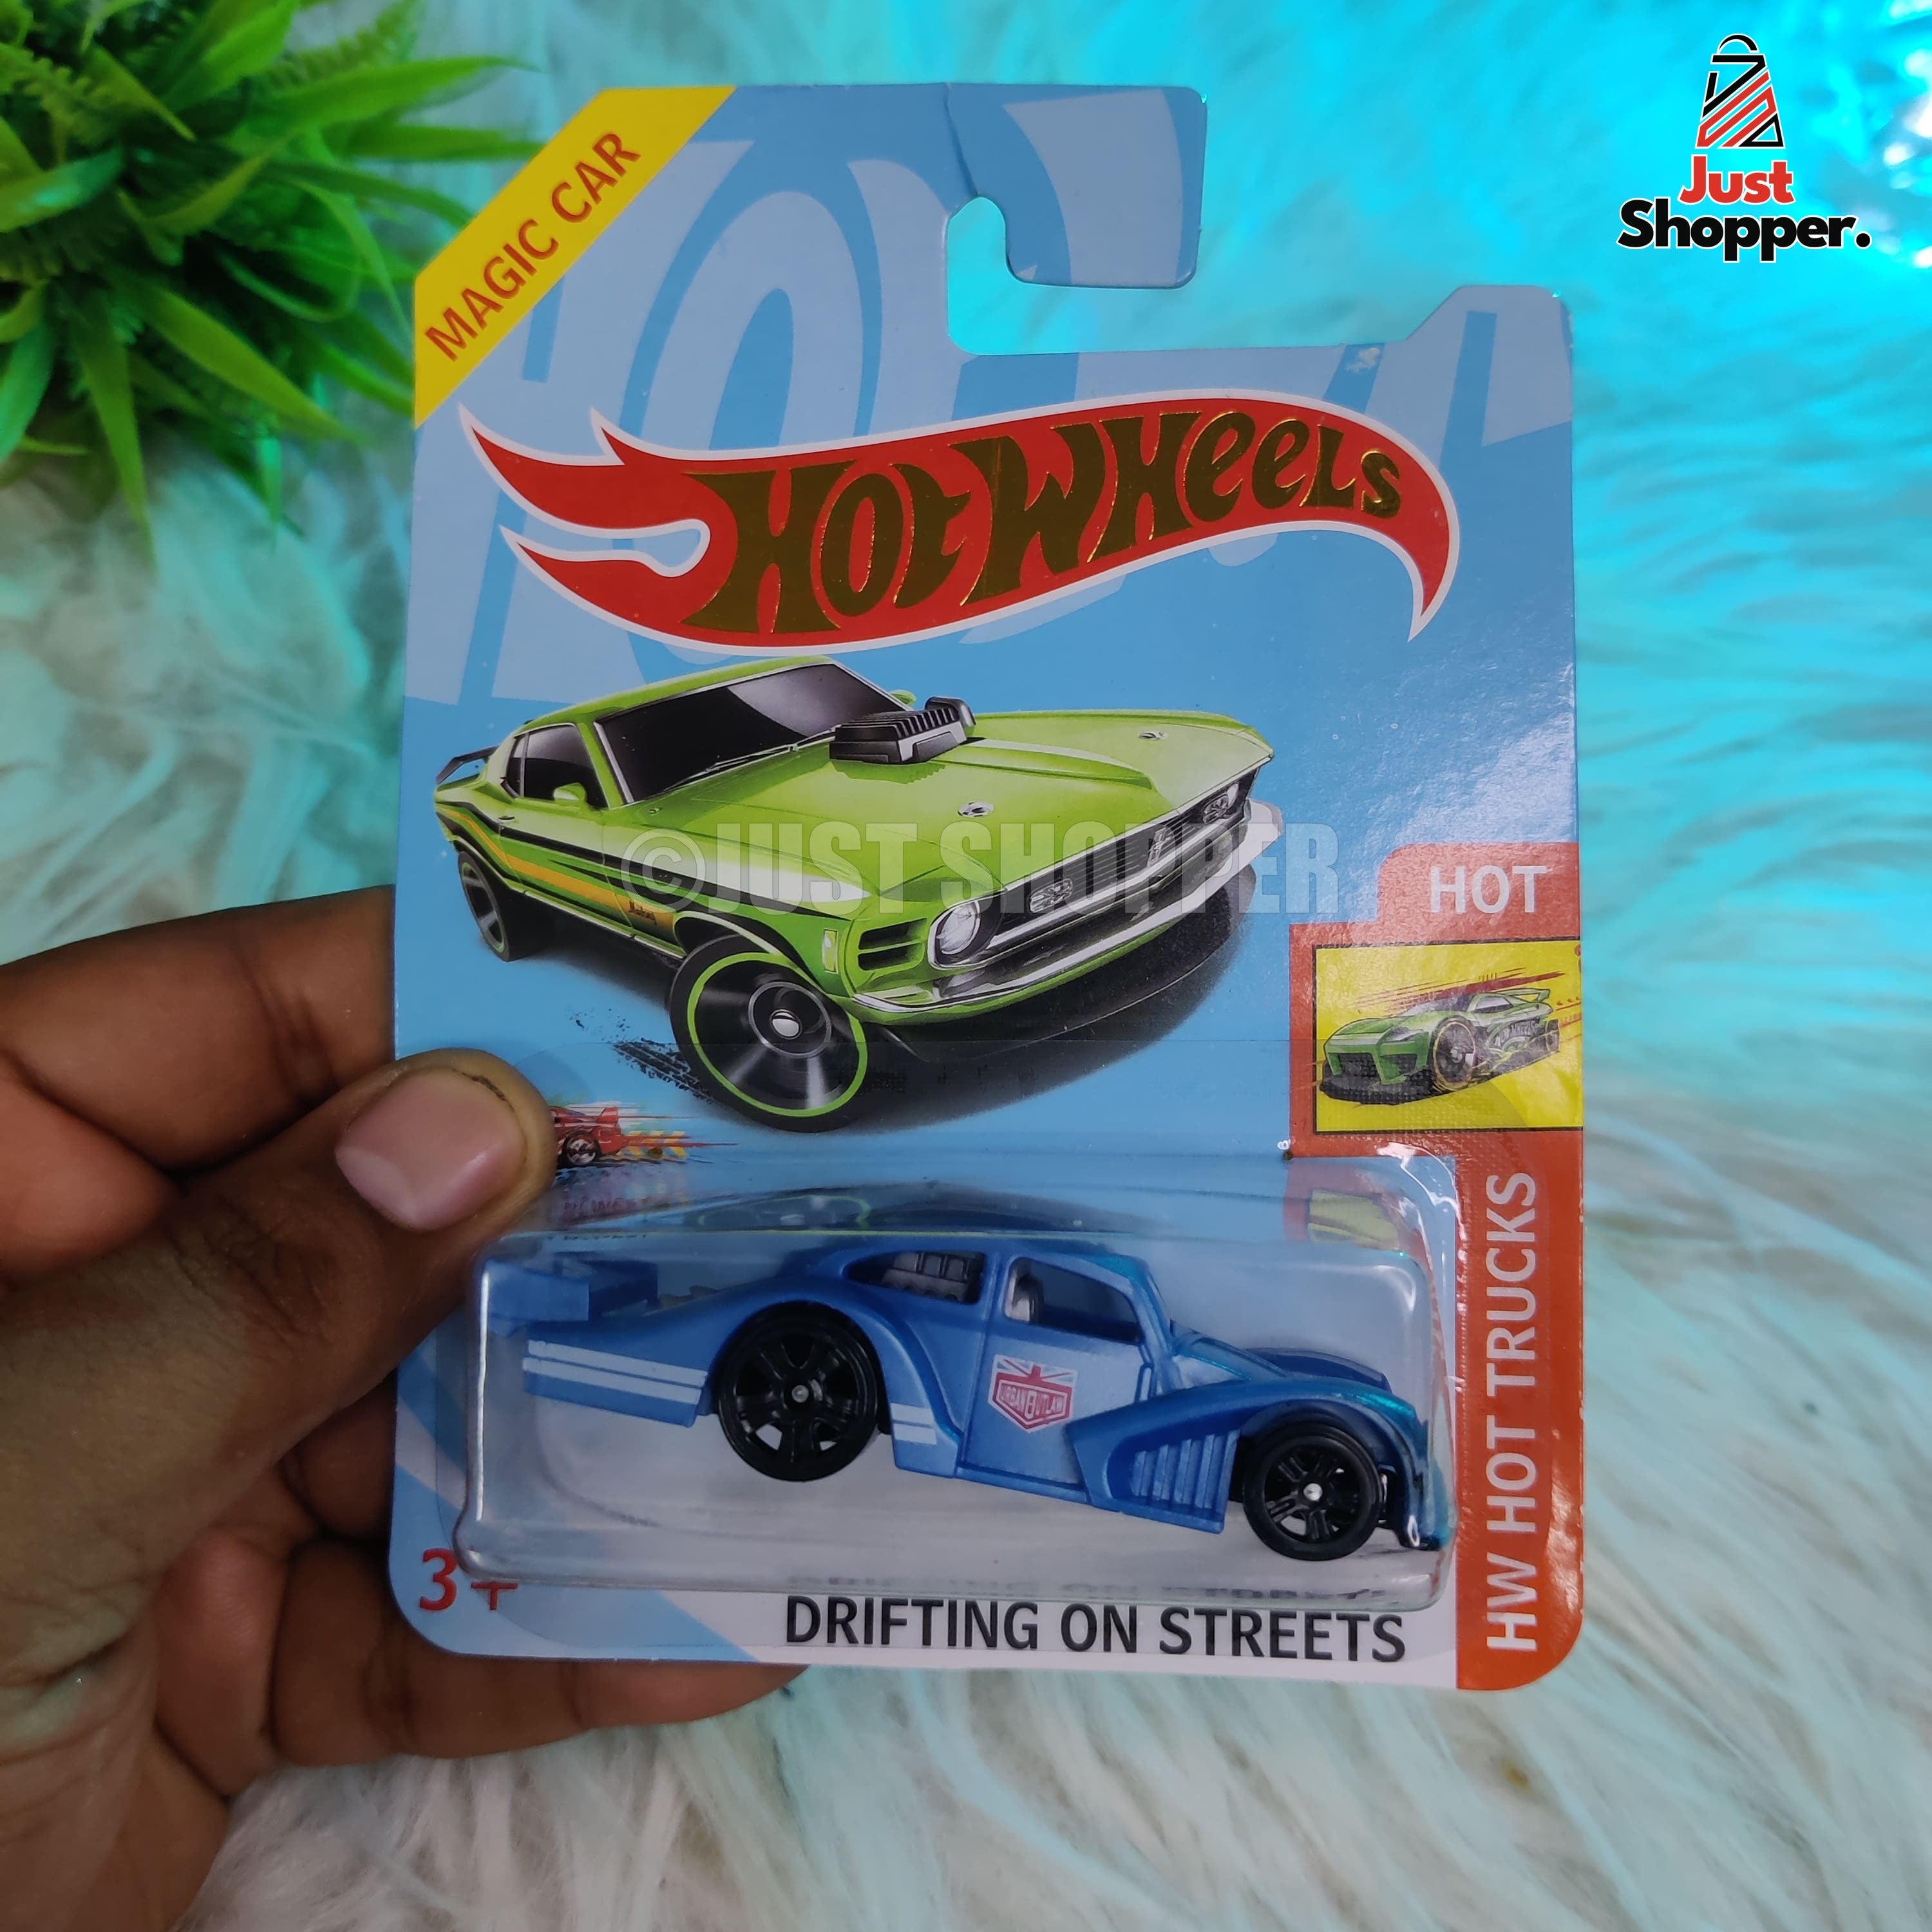 Just
Shopper.
MAGIC CAR
HOT WHEELS
©JUST SHOPPER
HOT
HW HOT TRUCKS
URBAN OUTLAW
3+
DRIFTING ON STREETS